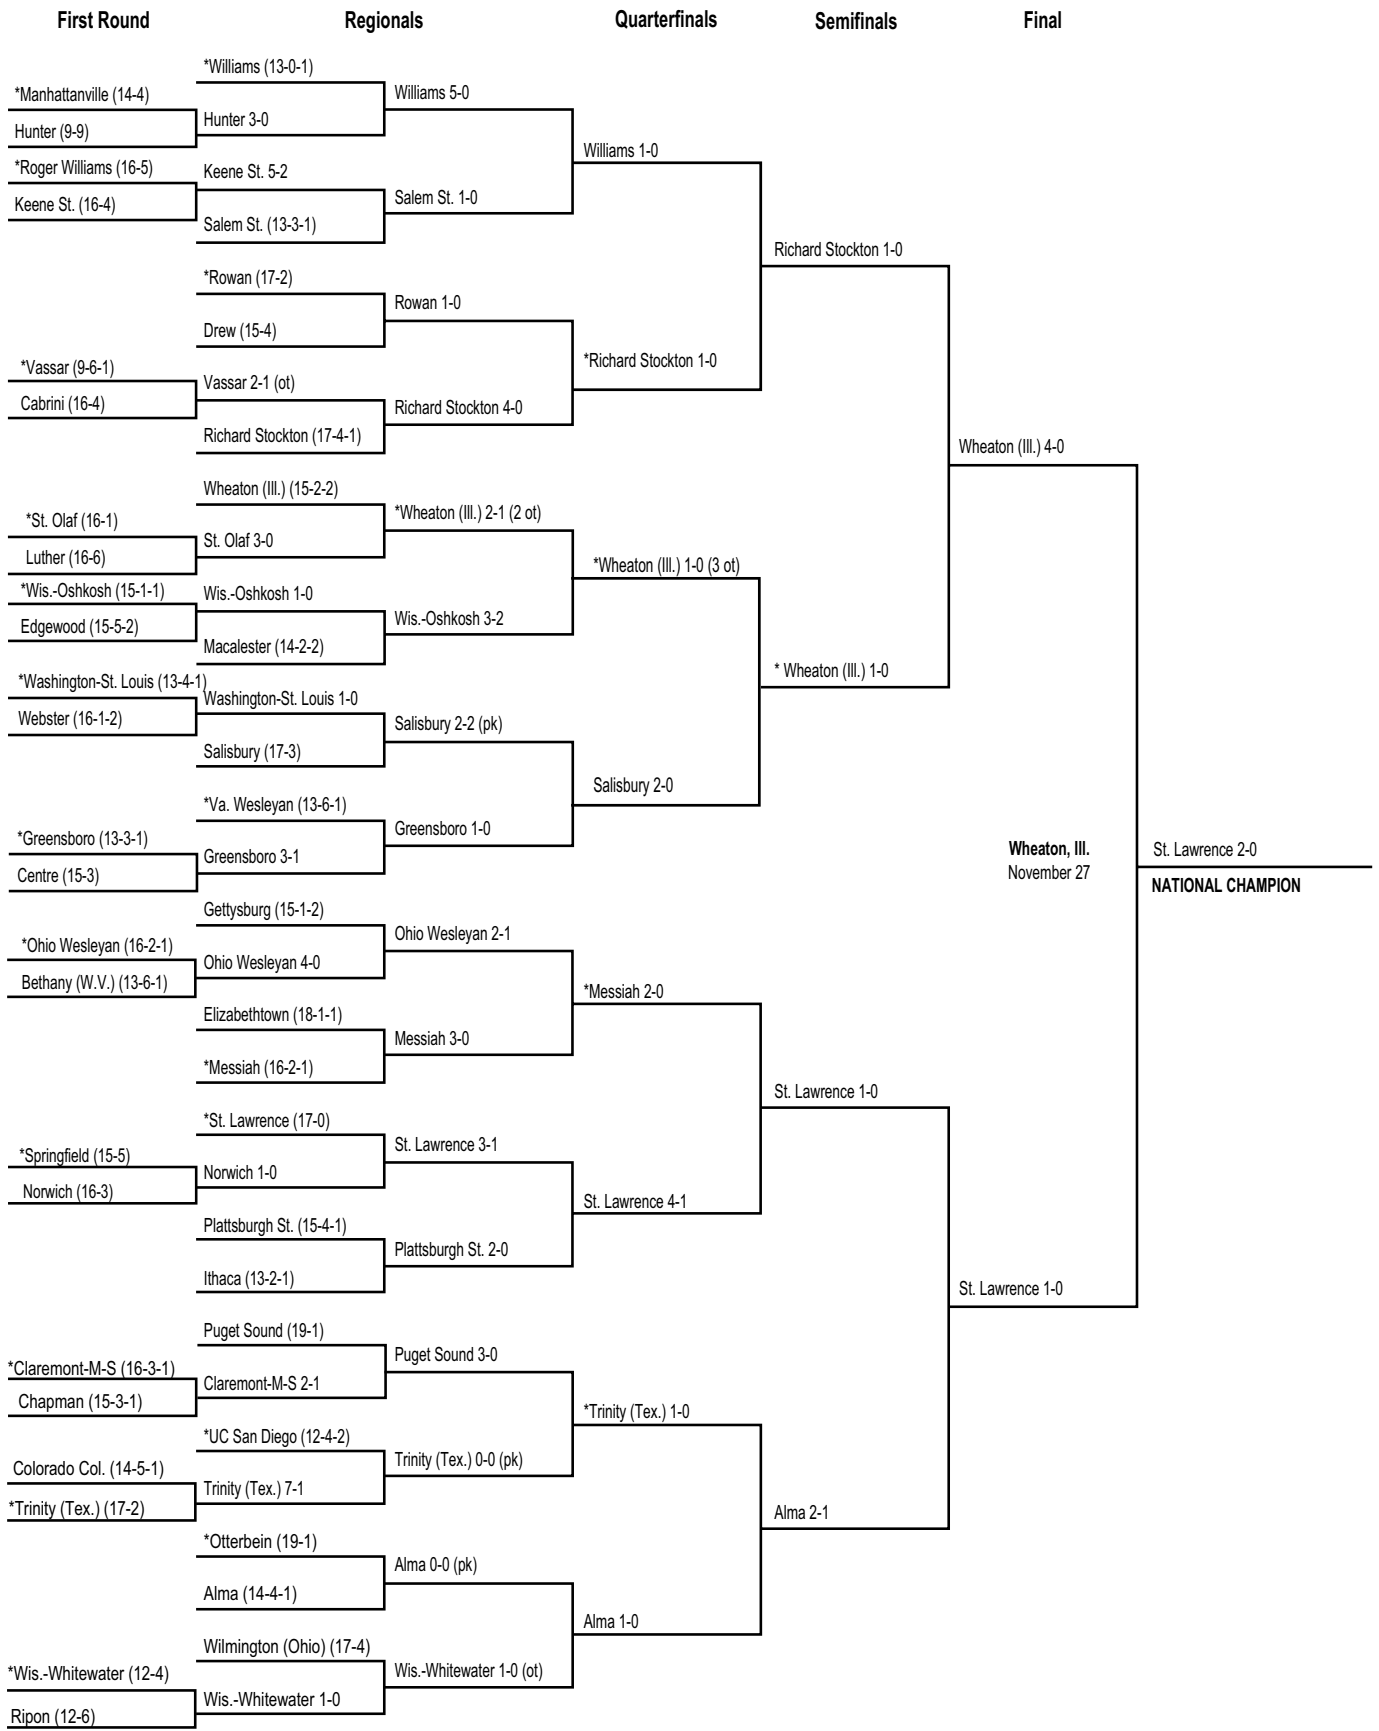 First Round
Regionals
Quarterfinals
Semifinals
Final
*Manhattanville (14-4)
Hunter (9-9)
*Roger Williams (16-5)
Keene St. (16-4)
*Vassar (9-6-1)
Cabrini (16-4)
*St. Olaf (16-1)
Luther (16-6)
*Wis.-Oshkosh (15-1-1)
Edgewood (15-5-2)
*Washington-St. Louis (13-4-1)
Webster (16-1-2)
*Greensboro (13-3-1)
Centre (15-3)
*Ohio Wesleyan (16-2-1)
Bethany (W.V.) (13-6-1)
*Springfield (15-5)
Norwich (16-3)
*Claremont-M-S (16-3-1)
Chapman (15-3-1)
Colorado Col. (14-5-1)
*Trinity (Tex.) (17-2)
*Wis.-Whitewater (12-4)
Ripon (12-6)
*Williams (13-0-1)
Hunter 3-0
Keene St. 5-2
Salem St. (13-3-1)
*Rowan (17-2)
Drew (15-4)
Vassar 2-1 (ot)
Richard Stockton (17-4-1)
Wheaton (Ill.) (15-2-2)
St. Olaf 3-0
Wis.-Oshkosh 1-0
Macalester (14-2-2)
Washington-St. Louis 1-0
Salisbury (17-3)
*Va. Wesleyan (13-6-1)
Greensboro 3-1
Gettysburg (15-1-2)
Ohio Wesleyan 4-0
Elizabethtown (18-1-1)
*Messiah (16-2-1)
*St. Lawrence (17-0)
Norwich 1-0
Plattsburgh St. (15-4-1)
Ithaca (13-2-1)
Puget Sound (19-1)
Claremont-M-S 2-1
*UC San Diego (12-4-2)
Trinity (Tex.) 7-1
*Otterbein (19-1)
Alma (14-4-1)
Wilmington (Ohio) (17-4)
Wis.-Whitewater 1-0
Williams 5-0
Salem St. 1-0
Rowan 1-0
Richard Stockton 4-0
*Wheaton (Ill.) 2-1 (2 ot)
Wis.-Oshkosh 3-2
Salisbury 2-2 (pk)
Greensboro 1-0
Ohio Wesleyan 2-1
Messiah 3-0
St. Lawrence 3-1
Plattsburgh St. 2-0
Puget Sound 3-0
Trinity (Tex.) 0-0 (pk)
Alma 0-0 (pk)
Wis.-Whitewater 1-0 (ot)
Williams 1-0
*Richard Stockton 1-0
*Wheaton (Ill.) 1-0 (3 ot)
Salisbury 2-0
*Messiah 2-0
St. Lawrence 4-1
*Trinity (Tex.) 1-0
Alma 1-0
Richard Stockton 1-0
* Wheaton (Ill.) 1-0
St. Lawrence 1-0
Alma 2-1
Wheaton (Ill.) 4-0
St. Lawrence 1-0
Wheaton, Ill.
November 27
St. Lawrence 2-0
NATIONAL CHAMPION